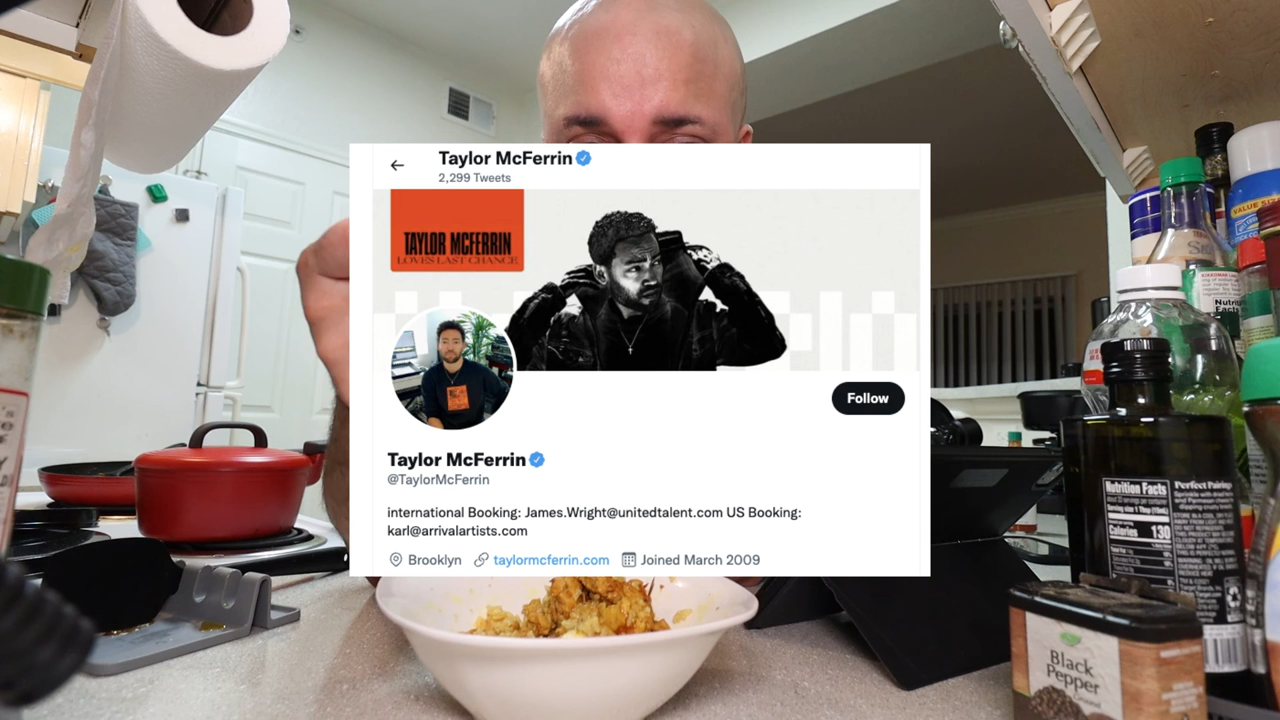 Taylor McFerrin
2,299 Tweets
TAYLOR MCFERRIN
LOVES LAST CHANCE
Follow
Taylor McFerrin
@TaylorMcFerrin
international Booking: James.Wright@unitedtalent.com US Booking:
karl@arrivalartists.com
Brooklyn taylormcferrin.com Joined March 2009
VALUE SIZE
Nutrition Facts
Calories 130
Perfect Pairing
Black
Pepper